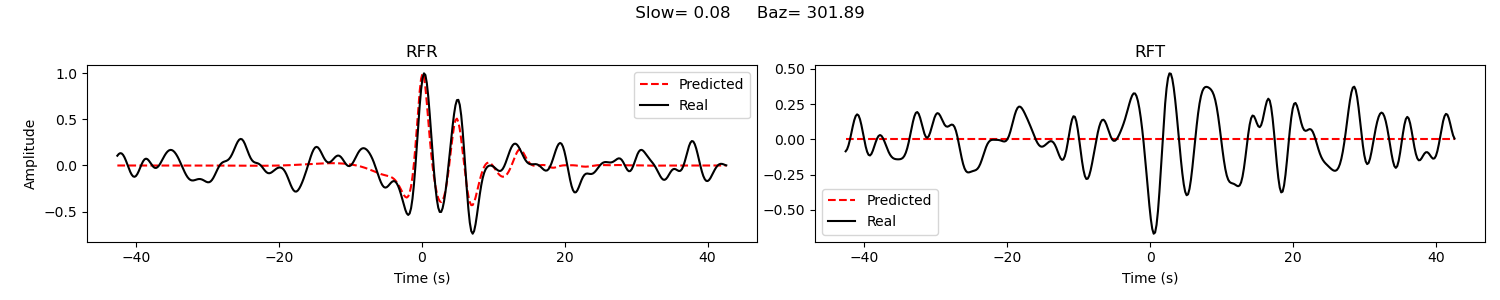 Slow= 0.08 Baz= 301.89
RFR
Amplitude
1.0
0.5
0.0
−0.5
Predicted
Real
−40 −20 0 20 40
Time (s)
RFT
0.50
0.25
0.00
−0.25
−0.50
Predicted
Real
−40 −20 0 20 40
Time (s)